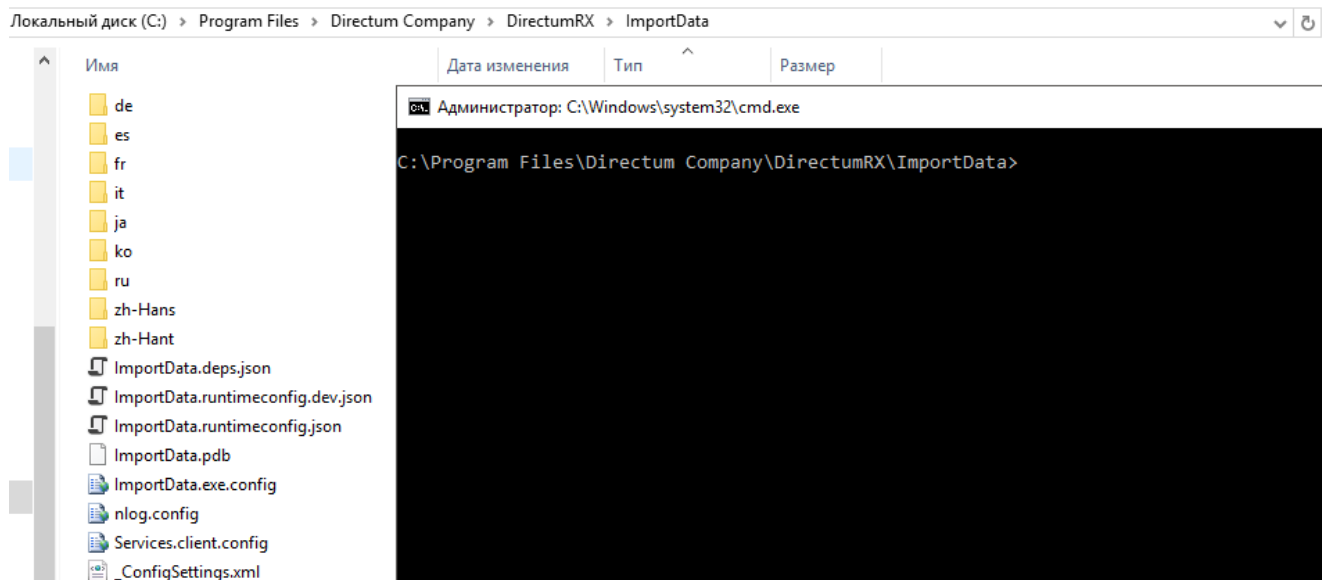 Локальный диск (C:) > Program Files > Directum Company > DirectumRX > ImportData
Имя
Дата изменения
Тип
Размер
de
es
fr
it
ja
ko
ru
zh-Hans
zh-Hant
ImportData.deps.json
ImportData.runtimeconfig.dev.json
ImportData.runtimeconfig.json
ImportData.pdb
ImportData.exe.config
nlog.config
Services.client.config
_ConfigSettings.xml
Администратор: C:\Windows\system32\cmd.exe
C:\Program Files\Directum Company\DirectumRX\ImportData>